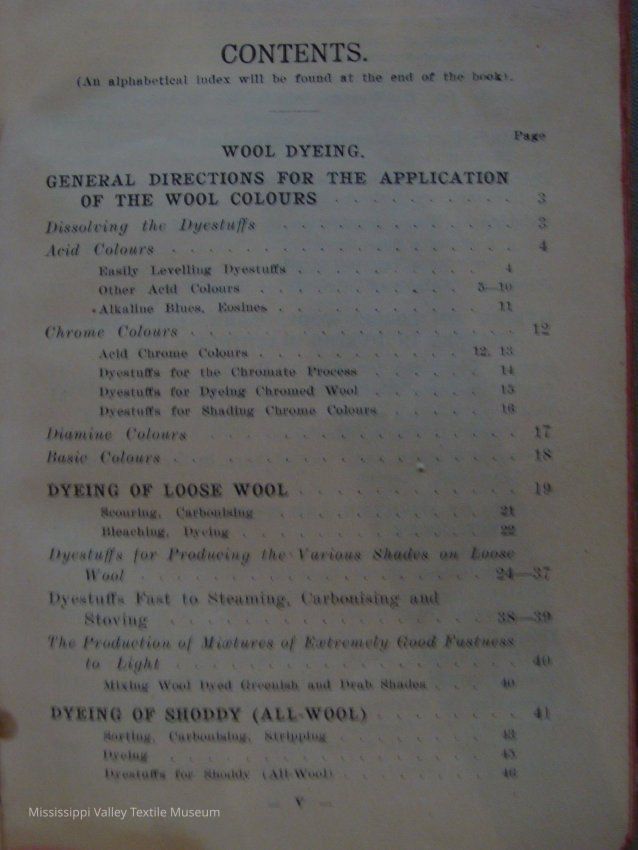 CONTENTS.
(An alphabetical index will be found at the end of the book).
Page
WOOL DYEING.
GENERAL DIRECTIONS FOR THE APPLICATION
OF THE WOOL COLOURS . . . . . . . . . . 3
Dissolving the Dyestuffs . . . . . . . . . . . . 3
Acid Colours . . . . . . . . . . . . . . . . 4
Easily Levelling Dyestuffs . . . . . . . . . 4
Other Acid Colours . . . . . . . . 5—10
Alkaline Blues, Eosines . . . . . . . . . . 11
Chrome Colours . . . . . . . . . . . . . . . 12
Acid Chrome Colours . . . . . . . . . . 12, 13
Dyestuffs for the Chromate Process . . . . . . 14
Dyestuffs for Dyeing Chromed Wool . . . . . . 15
Dyestuffs for Shading Chrome Colours . . . . . 16
Diamine Colours . . . . . . . . . . . . . . 17
Basic Colours . . . . . . . . . . . . . . . . 18
DYEING OF LOOSE WOOL . . . . . . . . . . . 19
Scouring, Carbonising . . . . . . . . . . 21
Bleaching, Dyeing . . . . . . . . . . . . 22
Dyestuffs for Producing the Various Shades on Loose
Wool . . . . . . . . . . . . . . . . 24—37
Dyestuffs Fast to Steaming, Carbonising and
Stoving . . . . . . . . . . . . . . 38—39
The Production of Mixtures of Extremely Good Fastness
to Light . . . . . . . . . . . . . . . . 40
Mixing Wool Dyed Greenish and Drab Shades . . . 40
DYEING OF SHODDY (ALL-WOOL) . . . . . . . 41
Sorting, Carbonising, Stripping . . . . . . . 43
Dyeing . . . . . . . . . . . . . . . 45
Dyestuffs for Shoddy (All-Wool) . . . . . . . 46
— V —
Mississippi Valley Textile Museum